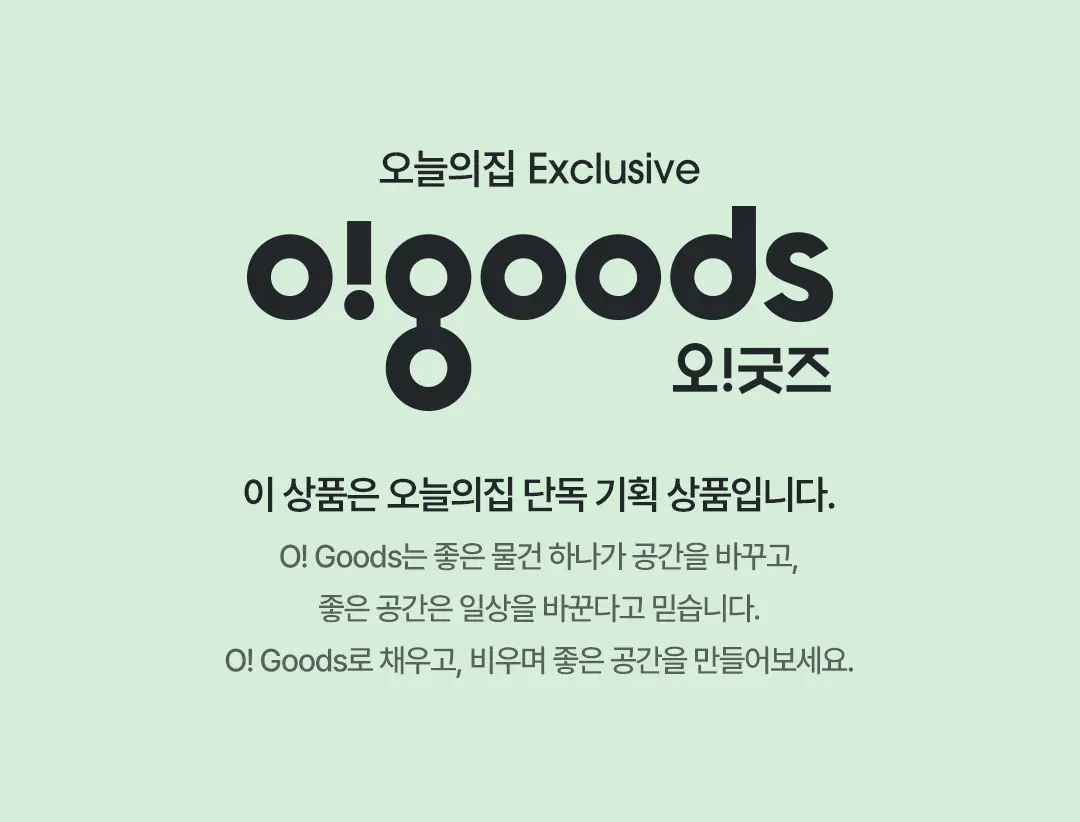 오늘의집 Exclusive
o!goods
오!굿즈
이 상품은 오늘의집 단독 기획 상품입니다.
O! Goods는 좋은 물건 하나가 공간을 바꾸고,
좋은 공간은 일상을 바꾼다고 믿습니다.
O! Goods로 채우고, 비우며 좋은 공간을 만들어보세요.